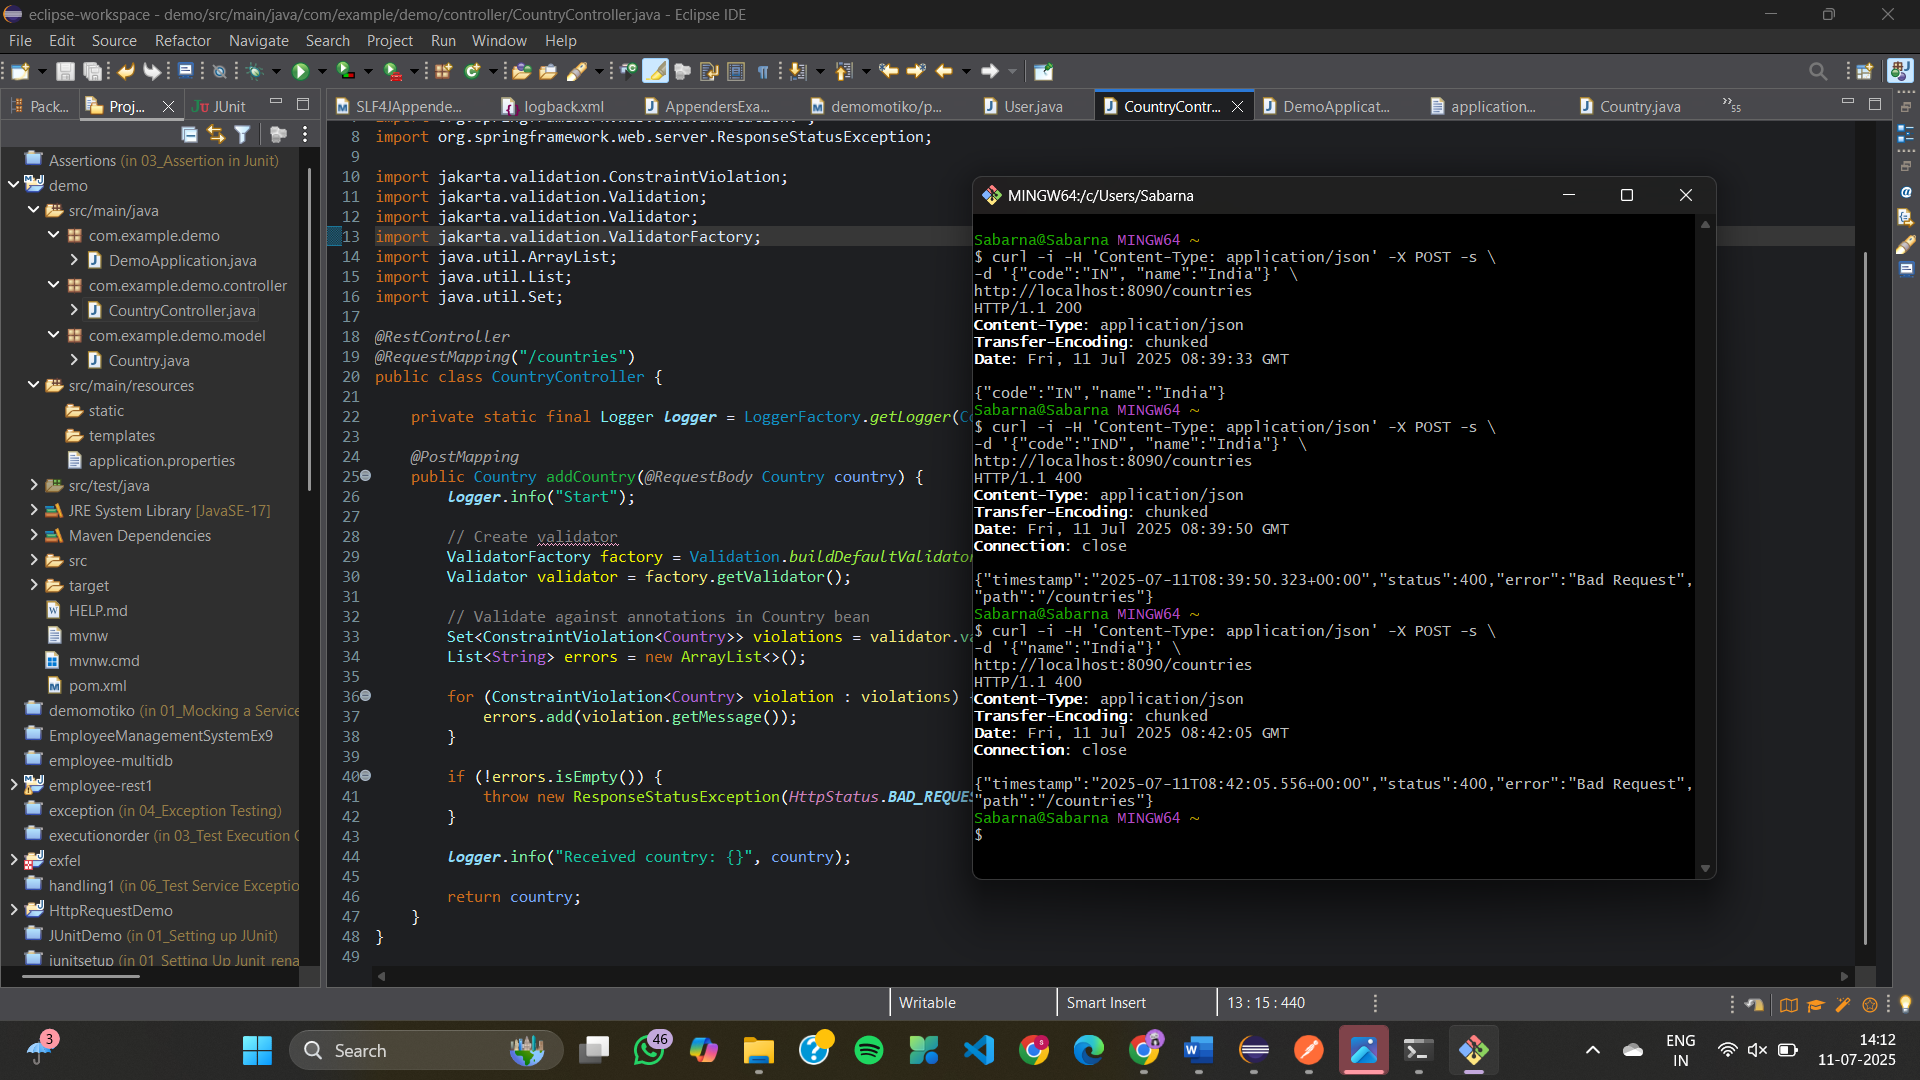 eclipse-workspace - demo/src/main/java/com/example/demo/controller/CountryController.java - Eclipse IDE
File Edit Source Refactor Navigate Search Project Run Window Help
Pack... Proj... JUnit
SLF4JAppende... logback.xml AppendersExa... demomotiko/p... User.java CountryContr... DemoApplicat... application... Country.java »55
Assertions (in 03_Assertion in Junit)
demo
src/main/java
com.example.demo
DemoApplication.java
com.example.demo.controller
CountryController.java
com.example.demo.model
Country.java
src/main/resources
static
templates
application.properties
src/test/java
JRE System Library [JavaSE-17]
Maven Dependencies
src
target
HELP.md
mvnw
mvnw.cmd
pom.xml
demomotiko (in 01_Mocking a Service
EmployeeManagementSystemEx9
employee-multidb
employee-rest1
exception (in 04_Exception Testing)
executionorder (in 03_Test Execution
exfel
handling1 (in 06_Test Service Exceptio
HttpRequestDemo
JUnitDemo (in 01_Setting up JUnit)
junitsetup (in 01_Setting Up Junit_rena
8 import org.springframework.web.server.ResponseStatusException;
9
10 import jakarta.validation.ConstraintViolation;
11 import jakarta.validation.Validation;
12 import jakarta.validation.Validator;
13 import jakarta.validation.ValidatorFactory;
14 import java.util.ArrayList;
15 import java.util.List;
16 import java.util.Set;
17
18 @RestController
19 @RequestMapping("/countries")
20 public class CountryController {
21
22 private static final Logger logger = LoggerFactory.getLogger(Co
23
24 @PostMapping
25 public Country addCountry(@RequestBody Country country) {
26 logger.info("Start");
27
28 // Create validator
29 ValidatorFactory factory = Validation.buildDefaultValidator
30 Validator validator = factory.getValidator();
31
32 // Validate against annotations in Country bean
33 Set<ConstraintViolation<Country>> violations = validator.va
34 List<String> errors = new ArrayList<>();
35
36 for (ConstraintViolation<Country> violation : violations) {
37 errors.add(violation.getMessage());
38 }
39
40 if (!errors.isEmpty()) {
41 throw new ResponseStatusException(HttpStatus.BAD_REQUES
42 }
43
44 logger.info("Received country: {}", country);
45
46 return country;
47 }
48 }
49
MINGW64:/c/Users/Sabarna
Sabarna@Sabarna MINGW64 ~
$ curl -i -H 'Content-Type: application/json' -X POST -s \
-d '{"code":"IN", "name":"India"}' \
http://localhost:8090/countries
HTTP/1.1 200
Content-Type: application/json
Transfer-Encoding: chunked
Date: Fri, 11 Jul 2025 08:39:33 GMT
{"code":"IN","name":"India"}
Sabarna@Sabarna MINGW64 ~
$ curl -i -H 'Content-Type: application/json' -X POST -s \
-d '{"code":"IND", "name":"India"}' \
http://localhost:8090/countries
HTTP/1.1 400
Content-Type: application/json
Transfer-Encoding: chunked
Date: Fri, 11 Jul 2025 08:39:50 GMT
Connection: close
{"timestamp":"2025-07-11T08:39:50.323+00:00","status":400,"error":"Bad Request",
"path":"/countries"}
Sabarna@Sabarna MINGW64 ~
$ curl -i -H 'Content-Type: application/json' -X POST -s \
-d '{"name":"India"}' \
http://localhost:8090/countries
HTTP/1.1 400
Content-Type: application/json
Transfer-Encoding: chunked
Date: Fri, 11 Jul 2025 08:42:05 GMT
Connection: close
{"timestamp":"2025-07-11T08:42:05.556+00:00","status":400,"error":"Bad Request",
"path":"/countries"}
Sabarna@Sabarna MINGW64 ~
$
Writable Smart Insert 13 : 15 : 440
3 Search 46 ENG 14:12
IN 11-07-2025